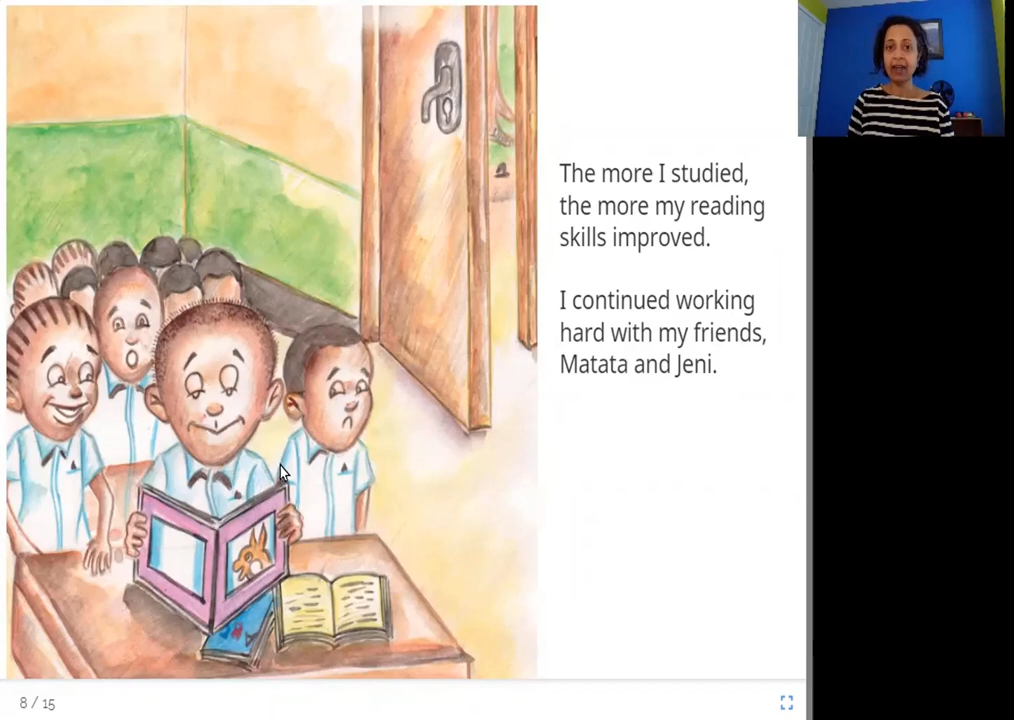 The more I studied,
the more my reading
skills improved.
I continued working
hard with my friends,
Matata and Jeni.
8 / 15